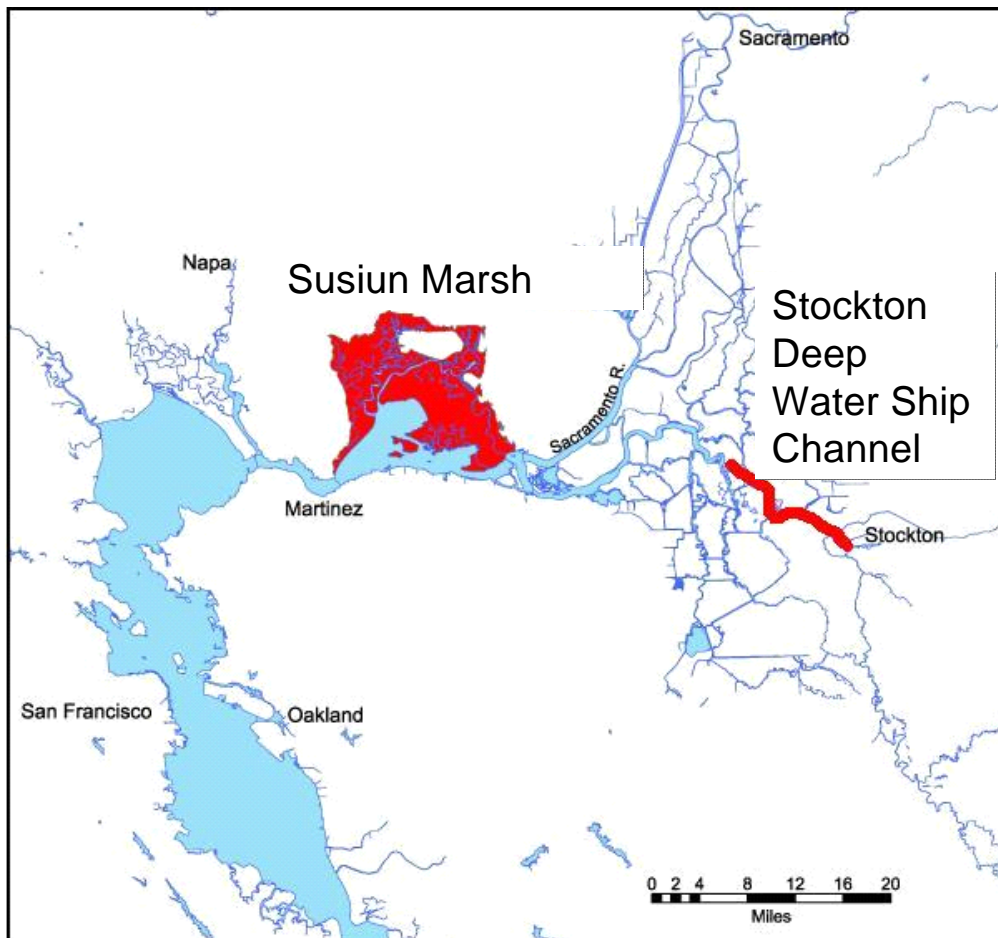 Sacramento
Napa
Susiun Marsh
Stockton
Deep
Water Ship
Channel
Sacramento R.
Martinez
Stockton
San Francisco
Oakland
0 2 4 8 12 16 20
Miles